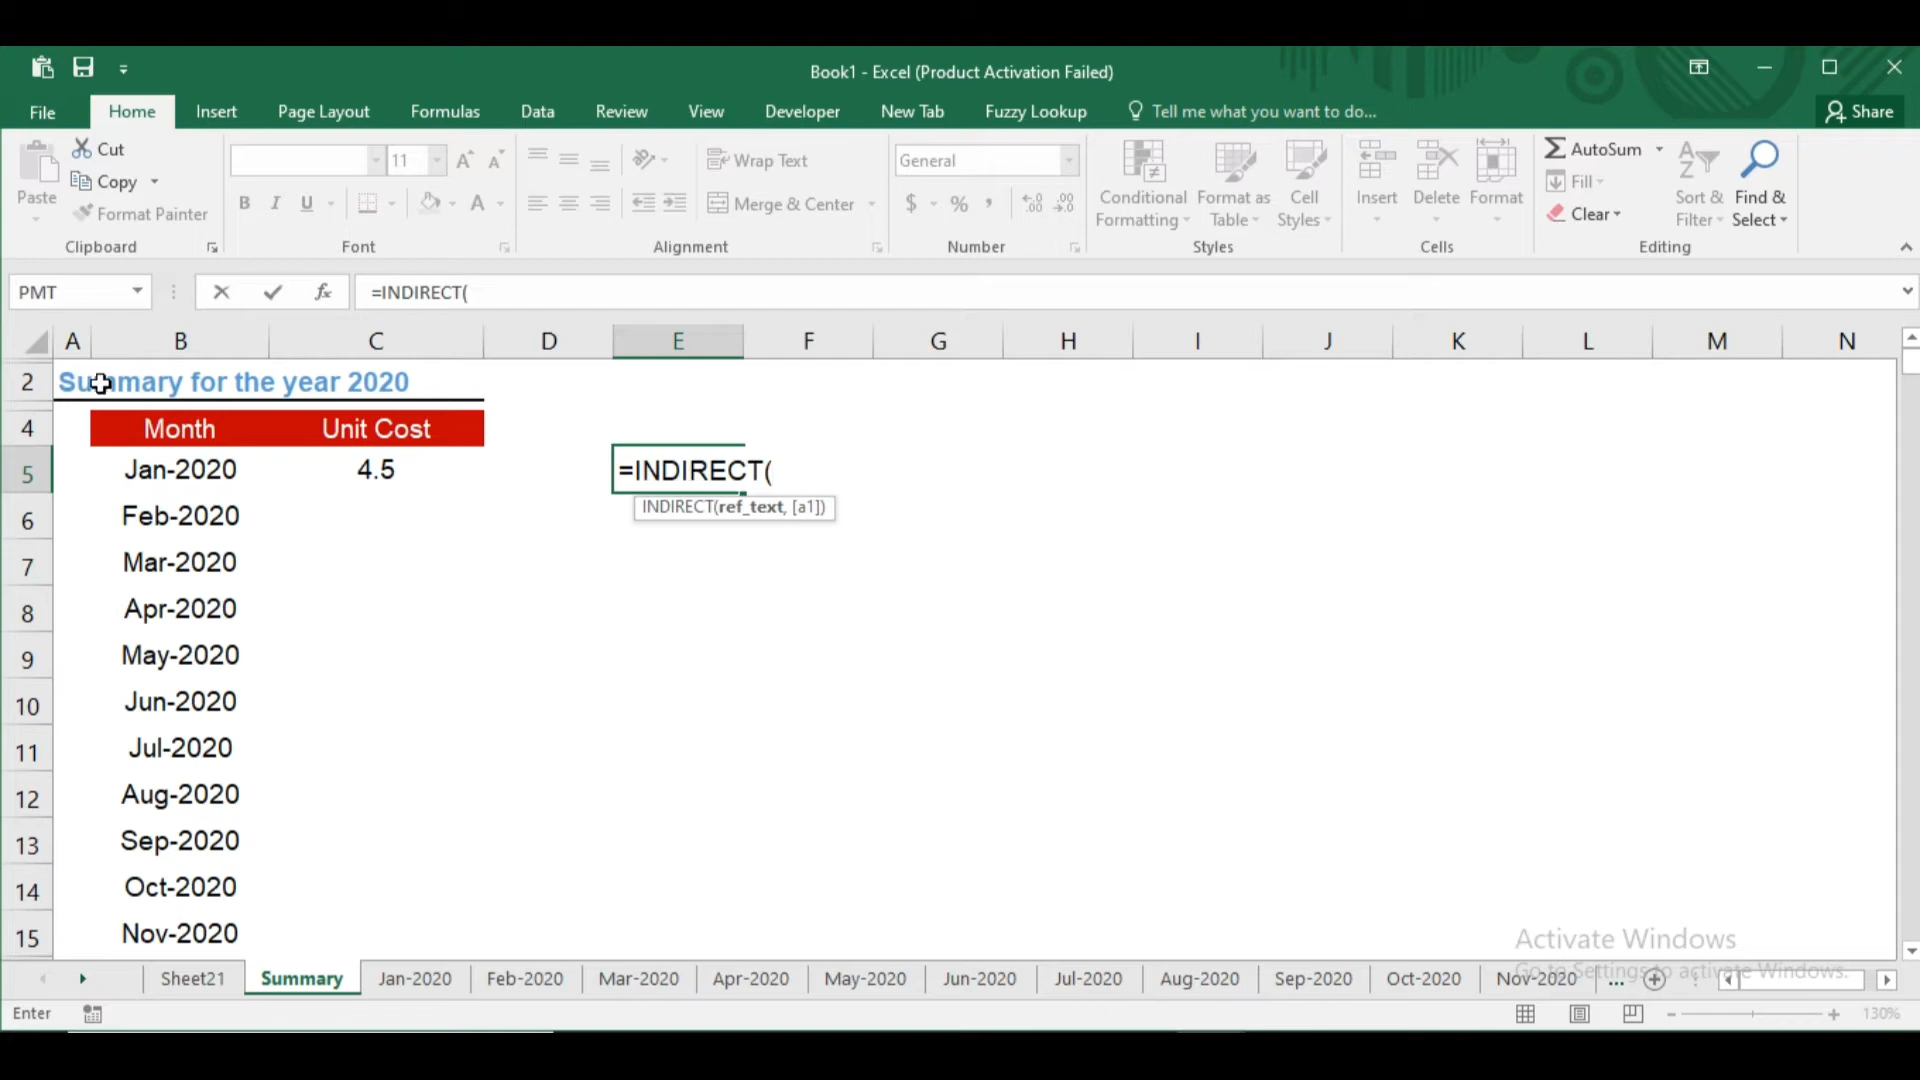 Book1 - Excel (Product Activation Failed)
File Home Insert Page Layout Formulas Data Review View Developer New Tab Fuzzy Lookup Tell me what you want to do... Share
Paste
Cut
Copy
Format Painter
Clipboard
11
B I U
Font
Wrap Text
Merge & Center
Alignment
General
$ % ,
Number
Conditional Formatting
Format as Table
Cell Styles
Styles
Insert Delete Format
Cells
AutoSum
Fill
Clear
Sort & Filter
Find & Select
Editing
PMT fx =INDIRECT(
A B C D E F G H I J K L M N
2 Summary for the year 2020
4 Month Unit Cost
5 Jan-2020 4.5 =INDIRECT(
INDIRECT(ref_text, [a1])
6 Feb-2020
7 Mar-2020
8 Apr-2020
9 May-2020
10 Jun-2020
11 Jul-2020
12 Aug-2020
13 Sep-2020
14 Oct-2020
15 Nov-2020
Activate Windows
Go to Settings to activate Windows.
Sheet21 Summary Jan-2020 Feb-2020 Mar-2020 Apr-2020 May-2020 Jun-2020 Jul-2020 Aug-2020 Sep-2020 Oct-2020 Nov-2020 ...
Enter 130%